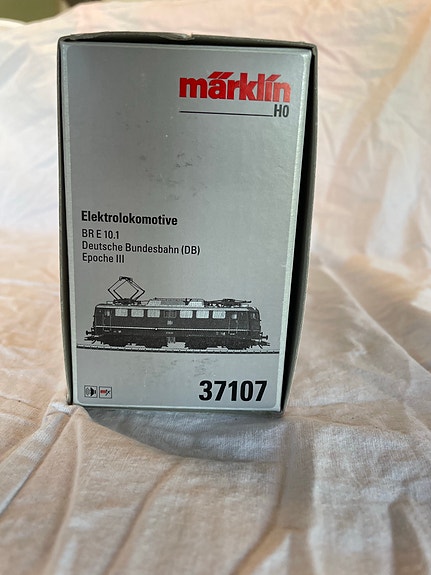 märklin
H0
Elektrolokomotive
BR E 10.1
Deutsche Bundesbahn (DB)
Epoche III
37107